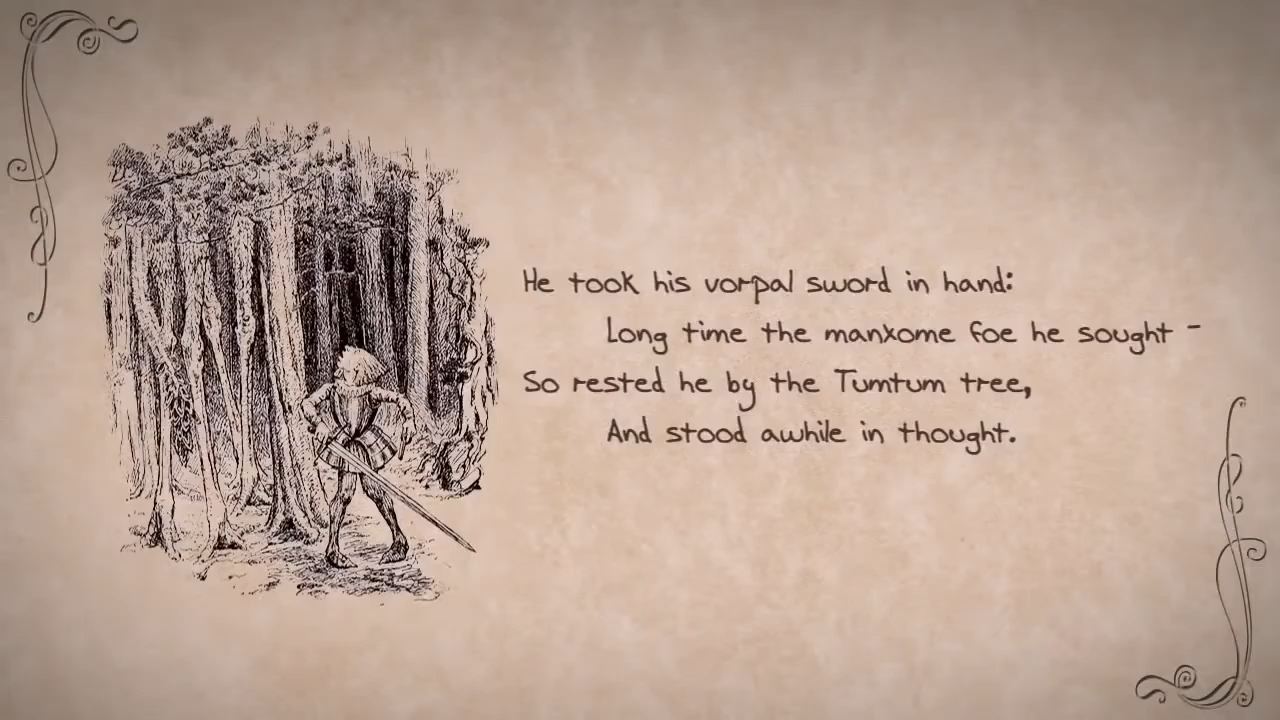 He took his vorpal sword in hand:
Long time the manxome foe he sought -
So rested he by the Tumtum tree,
And stood awhile in thought.